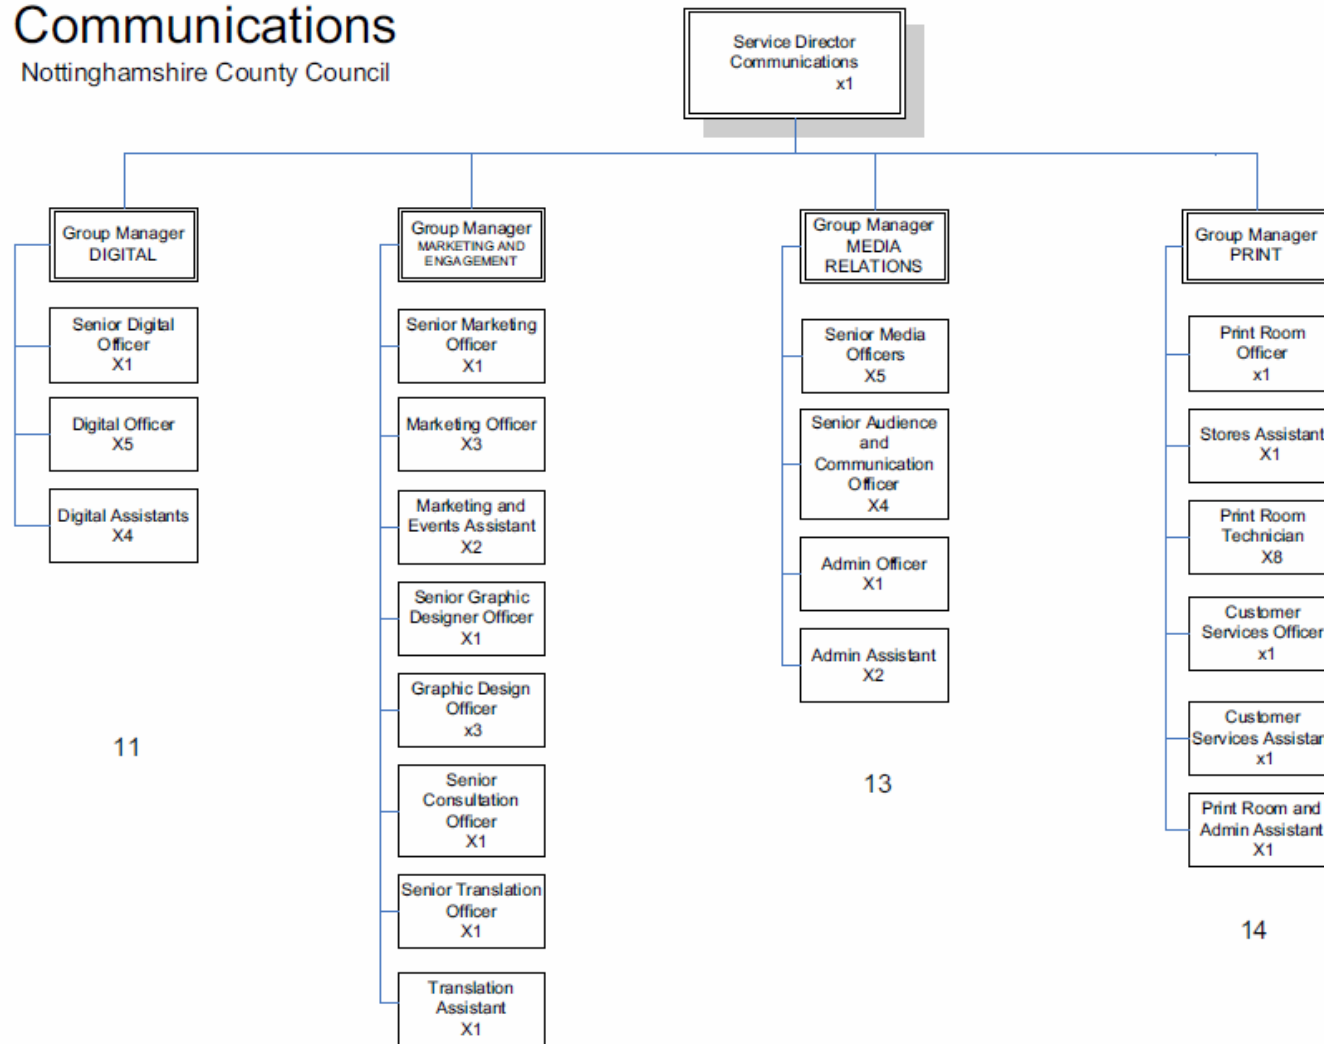 Communications
Nottinghamshire County Council
Service Director
Communications
x1
Group Manager
DIGITAL
Senior Digital
Officer
X1
Digital Officer
X5
Digital Assistants
X4
11
Group Manager
MARKETING AND
ENGAGEMENT
Senior Marketing
Officer
X1
Marketing Officer
X3
Marketing and
Events Assistant
X2
Senior Graphic
Designer Officer
X1
Graphic Design
Officer
x3
Senior
Consultation
Officer
X1
Senior Translation
Officer
X1
Translation
Assistant
X1
Group Manager
MEDIA
RELATIONS
Senior Media
Officers
X5
Senior Audience
and
Communication
Officer
X4
Admin Officer
X1
Admin Assistant
X2
13
Group Manager
PRINT
Print Room
Officer
x1
Stores Assistant
X1
Print Room
Technician
X8
Customer
Services Officer
x1
Customer
Services Assistan
x1
Print Room and
Admin Assistant
X1
14